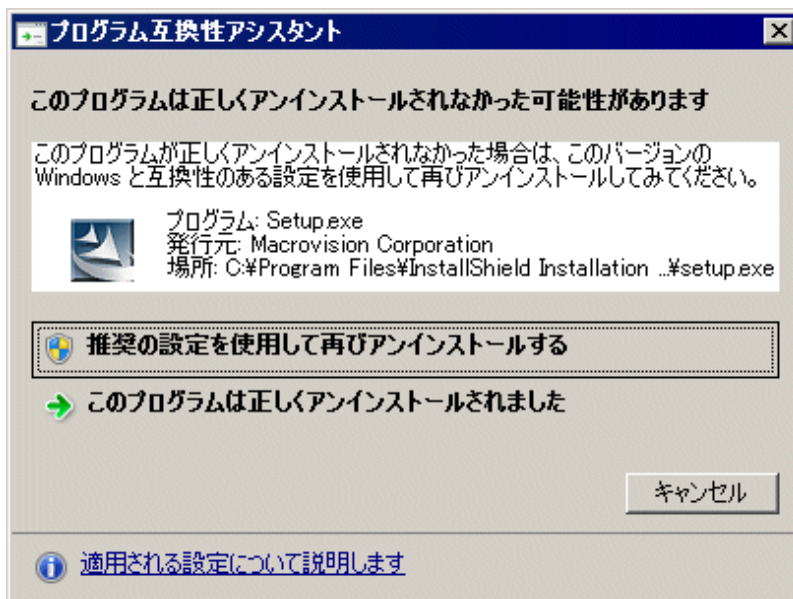 プログラム互換性アシスタント
このプログラムは正しくアンインストールされなかった可能性があります
このプログラムが正しくアンインストールされなかった場合は、このバージョンの
Windows と互換性のある設定を使用して再びアンインストールしてみてください。
プログラム: Setup.exe
発行元: Macrovision Corporation
場所: C:¥Program Files¥InstallShield Installation ...¥setup.exe
推奨の設定を使用して再びアンインストールする
このプログラムは正しくアンインストールされました
キャンセル
適用される設定について説明します